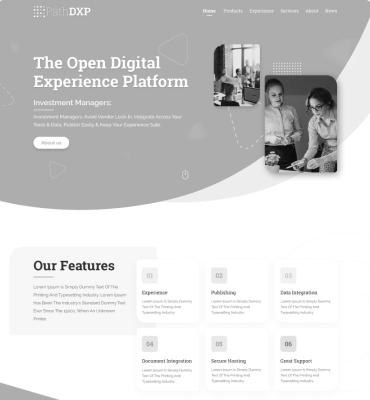 PathDXP
Home Products Experience Services About News
The Open Digital
Experience Platform
Investment Managers:
Investment Managers: Avoid Vendor Lock-In, Integrate Across Your
Tools & Data, Publish Easily & Keep Your Experience Safe.
About us
Our Features
Lorem Ipsum Is Simply Dummy Text Of The
Printing And Typesetting Industry. Lorem Ipsum
Has Been The Industry's Standard Dummy Text
Ever Since The 1500s, When An Unknown
Printer
01
Experience
Lorem Ipsum Is Simply Dummy
Text Of The Printing And
Typesetting Industry.
02
Publishing
Lorem Ipsum Is Simply Dummy
Text Of The Printing And
Typesetting Industry.
03
Data Integration
Lorem Ipsum Is Simply Dummy
Text Of The Printing And
Typesetting Industry.
04
Document Integration
Lorem Ipsum Is Simply Dummy
Text Of The Printing And
Typesetting Industry.
05
Secure Hosting
Lorem Ipsum Is Simply Dummy
Text Of The Printing And
Typesetting Industry.
06
Great Support
Lorem Ipsum Is Simply Dummy
Text Of The Printing And
Typesetting Industry.